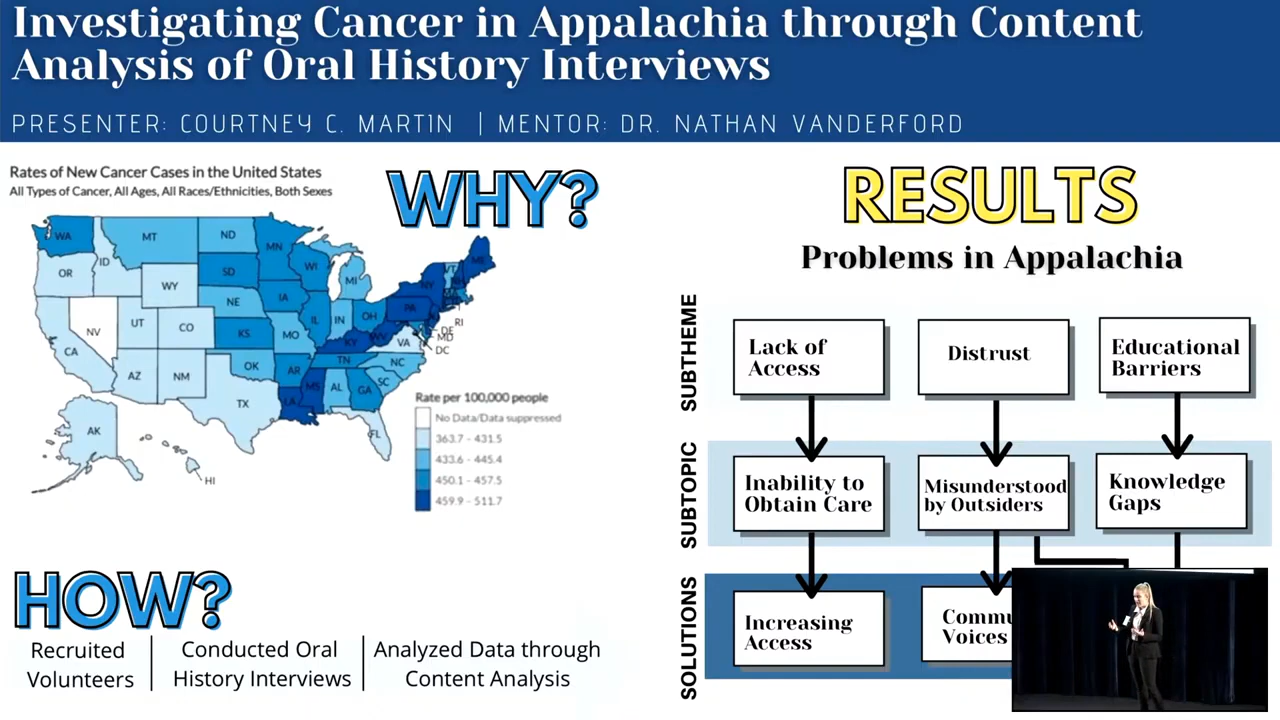 Investigating Cancer in Appalachia through Content
Analysis of Oral History Interviews
PRESENTER: COURTNEY C. MARTIN | MENTOR: DR. NATHAN VANDERFORD
Rates of New Cancer Cases in the United States
All Types of Cancer, All Ages, All Races/Ethnicities, Both Sexes
WHY?
WA
MT
ND
MN
OR
ID
WY
SD
WI
MI
VT
ME
NY
NE
IA
PA
NV
UT
CO
KS
MO
IL
IN
OH
WV
VA
KY
DE
RI
MD
DC
CA
AZ
NM
OK
AR
TN
NC
SC
MS
AL
GA
LA
TX
FL
AK
HI
Rate per 100,000 people
No Data/Data suppressed
363.7 - 431.5
433.6 - 445.4
450.1 - 457.5
459.9 - 511.7
HOW?
Recruited
Volunteers
Conducted Oral
History Interviews
Analyzed Data through
Content Analysis
RESULTS
Problems in Appalachia
SUBTHEME
Lack of
Access
Distrust
Educational
Barriers
SUBTOPIC
Inability to
Obtain Care
Misunderstood
by Outsiders
Knowledge
Gaps
SOLUTIONS
Increasing
Access
Voices